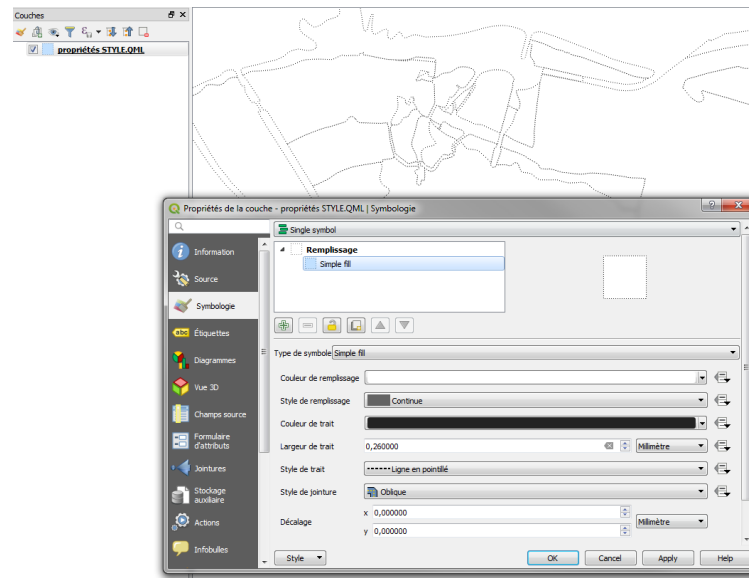 Couches
propriétés STYLE.QML
Propriétés de la couche - propriétés STYLE.QML | Symbologie
Information
Source
Symbologie
abc Étiquettes
Diagrammes
Vue 3D
Champs source
Formulaire
d'attributs
Jointures
Stockage
auxiliaire
Actions
Infobulles
Single symbol
Remplissage
Simple fill
Type de symbole Simple fill
Couleur de remplissage
Style de remplissage Continue
Couleur de trait
Largeur de trait 0,260000 Millimètre
Style de trait Ligne en pointillé
Style de jointure Oblique
Décalage x 0,000000 Millimètre
y 0,000000
Style OK Cancel Apply Help